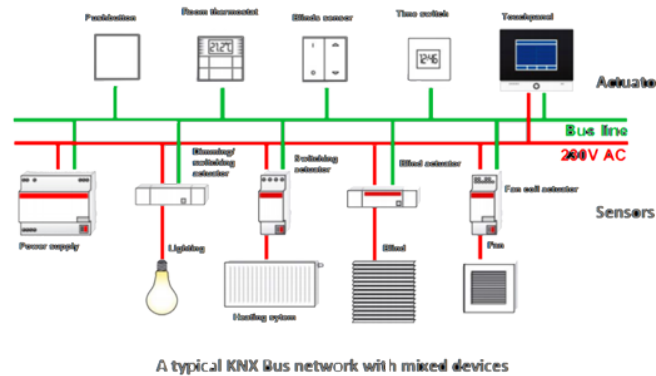 Pushbutton
Room thermostat
Blinds sensor
Time switch
Touchpanel
21.2°C
12:46
Actuato
Bus line
230V AC
Dimming/
switching
actuator
Switching
actuator
Blind actuator
Fan coil actuator
Sensors
Power supply
Lighting
Blind
Fan
Heating sytem
A typical KNX Bus network with mixed devices